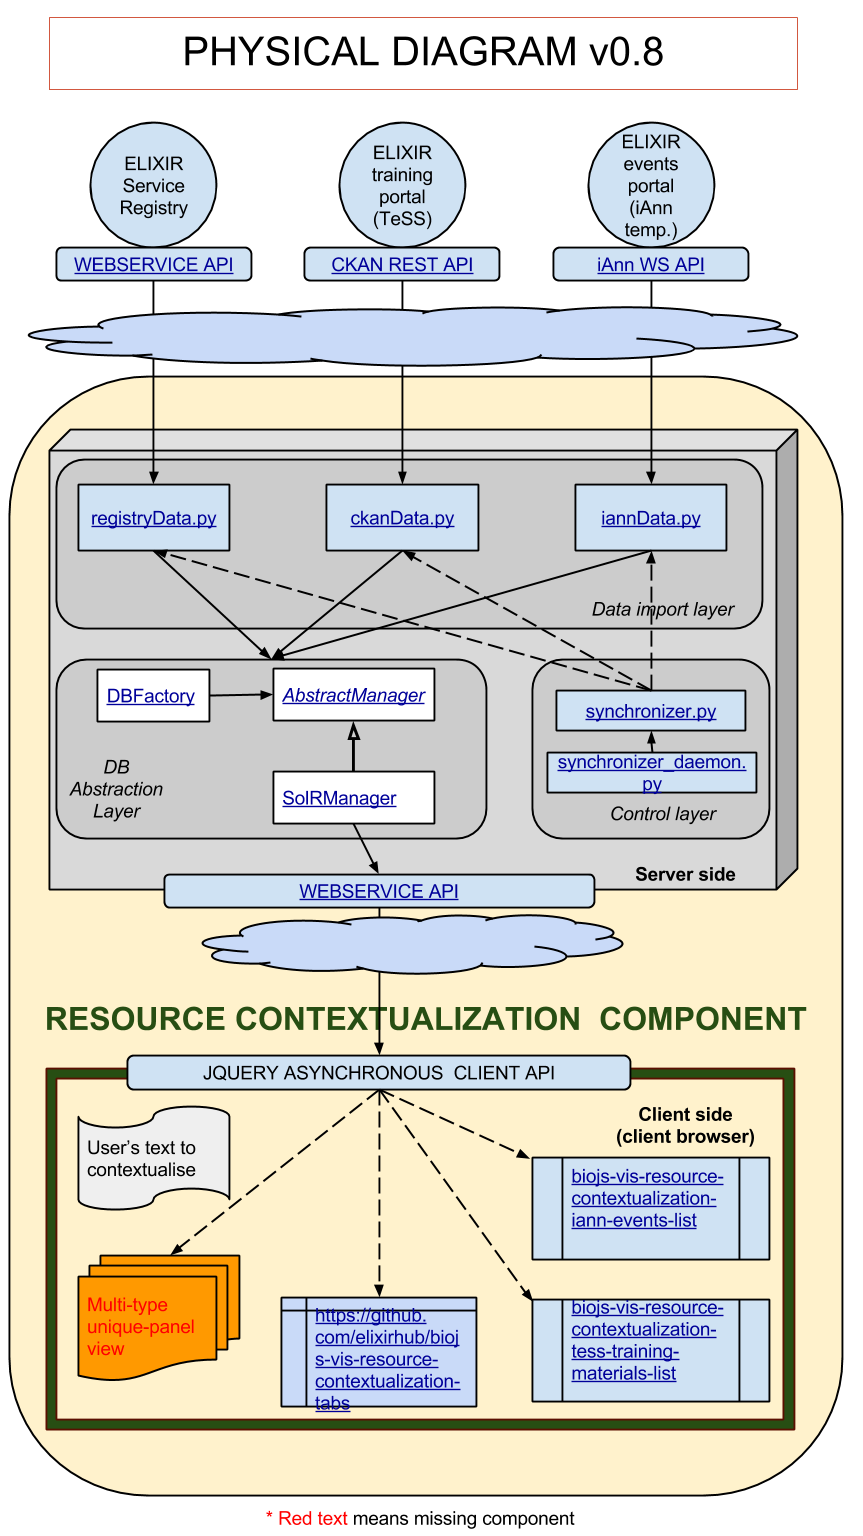 PHYSICAL DIAGRAM v0.8
ELIXIR
Service
Registry
ELIXIR
training
portal
(TeSS)
ELIXIR
events
portal
(iAnn
temp.)
WEBSERVICE API
CKAN REST API
iAnn WS API
registryData.py
ckanData.py
iannData.py
Data import layer
DBFactory
AbstractManager
synchronizer.py
synchronizer_daemon.
py
DB
Abstraction
Layer
SolRManager
Control layer
Server side
WEBSERVICE API
RESOURCE CONTEXTUALIZATION  COMPONENT
JQUERY ASYNCHRONOUS  CLIENT API
Client side
(client browser)
User’s text to
contextualise
biojs-vis-resource-
contextualization-
iann-events-list
Multi-type
unique-panel
view
https://github.
com/elixirhub/bioj
s-vis-resource-
contextualization-
tabs
biojs-vis-resource-
contextualization-
tess-training-
materials-list
* Red text means missing component